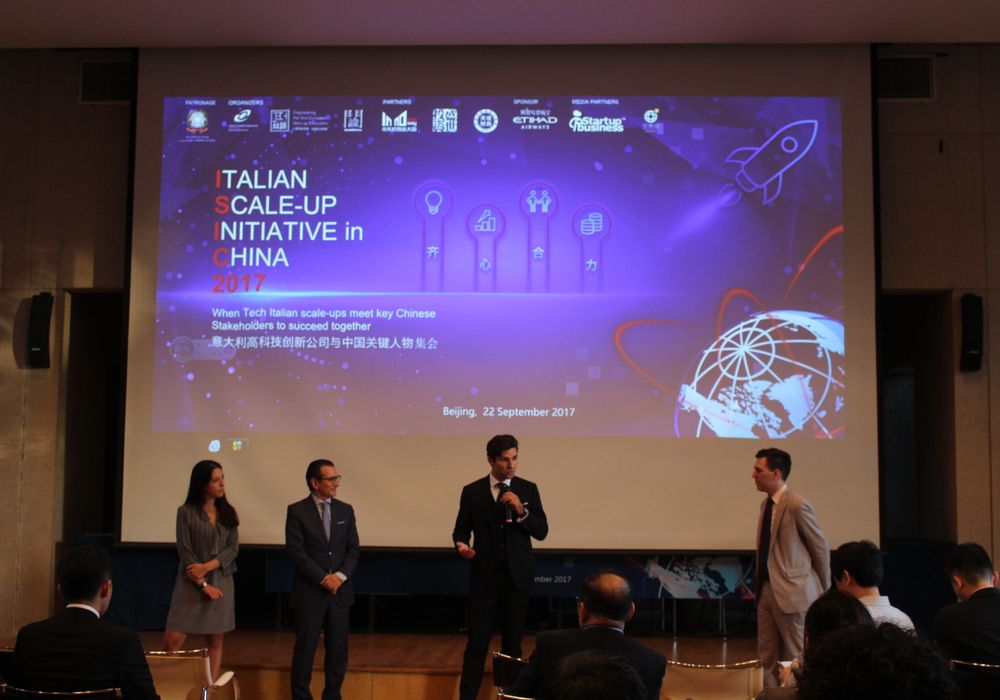 PATRONAGE
ORGANIZERS
PARTNERS
SPONSOR
MEDIA PARTNERS
ETIHAD
AIRWAYS
Startup
Business
ITALIAN
SCALE-UP
INITIATIVE in
CHINA
2017
齐心合力
When Tech Italian scale-ups meet key Chinese
Stakeholders to succeed together
意大利高科技创新公司与中国关键人物集会
Beijing, 22 September 2017
mber 2017